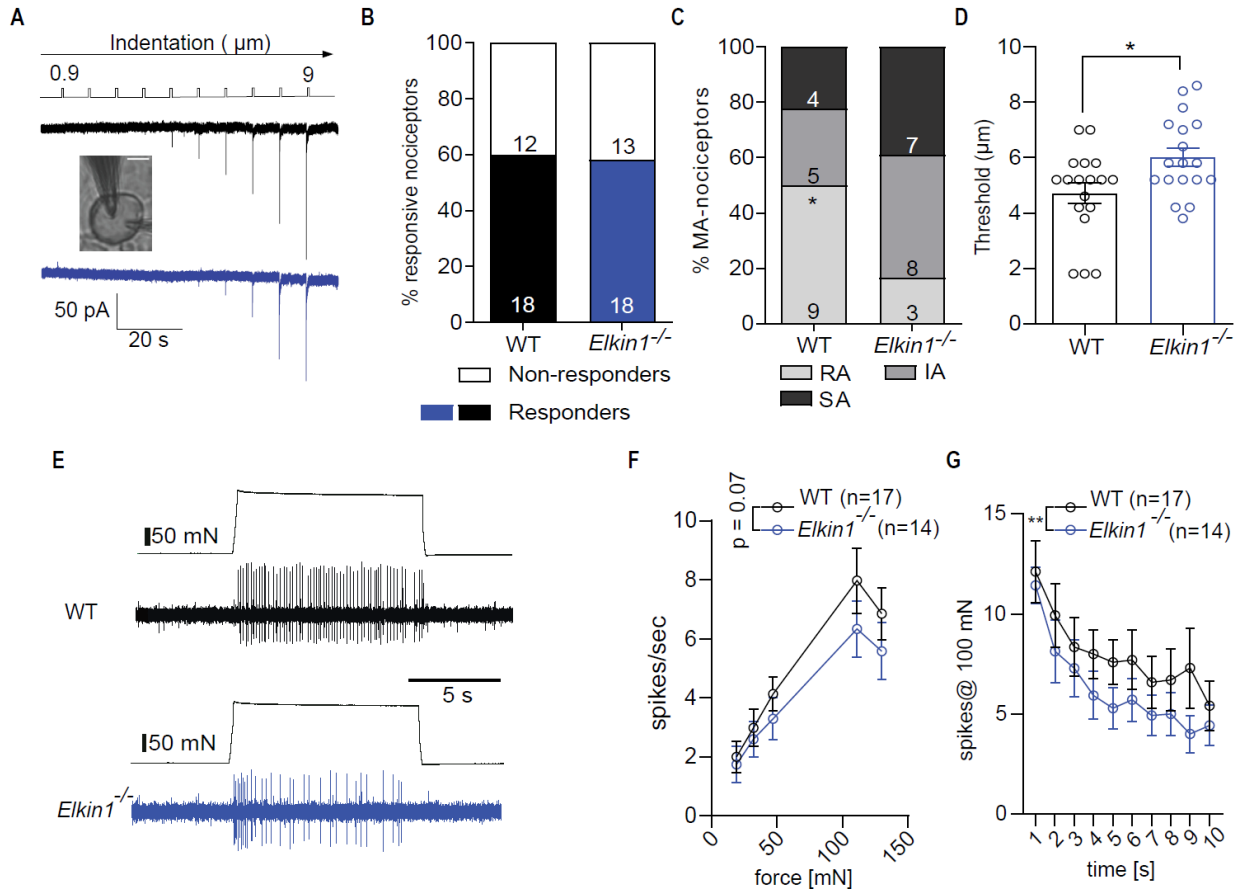 A
Indentation ( µm)
0.9
9
50 pA
20 s
B
% responsive nociceptors
100
80
60
40
20
0
12
13
18
18
WT
Elkin1-/-
Non-responders
Responders
C
% MA-nociceptors
100
80
60
40
20
0
4
5
*
9
7
8
3
WT
Elkin1-/-
RA
IA
SA
D
Threshold (µm)
10
8
6
4
2
0
*
WT
Elkin1-/-
E
50 mN
WT
5 s
50 mN
Elkin1-/-
F
p = 0.07
WT (n=17)
Elkin1-/- (n=14)
spikes/sec
10
8
6
4
2
0
0
50
100
150
force [mN]
G
**
WT (n=17)
Elkin1-/- (n=14)
spikes@ 100 mN
15
10
5
0
1
2
3
4
5
6
7
8
9
10
time [s]